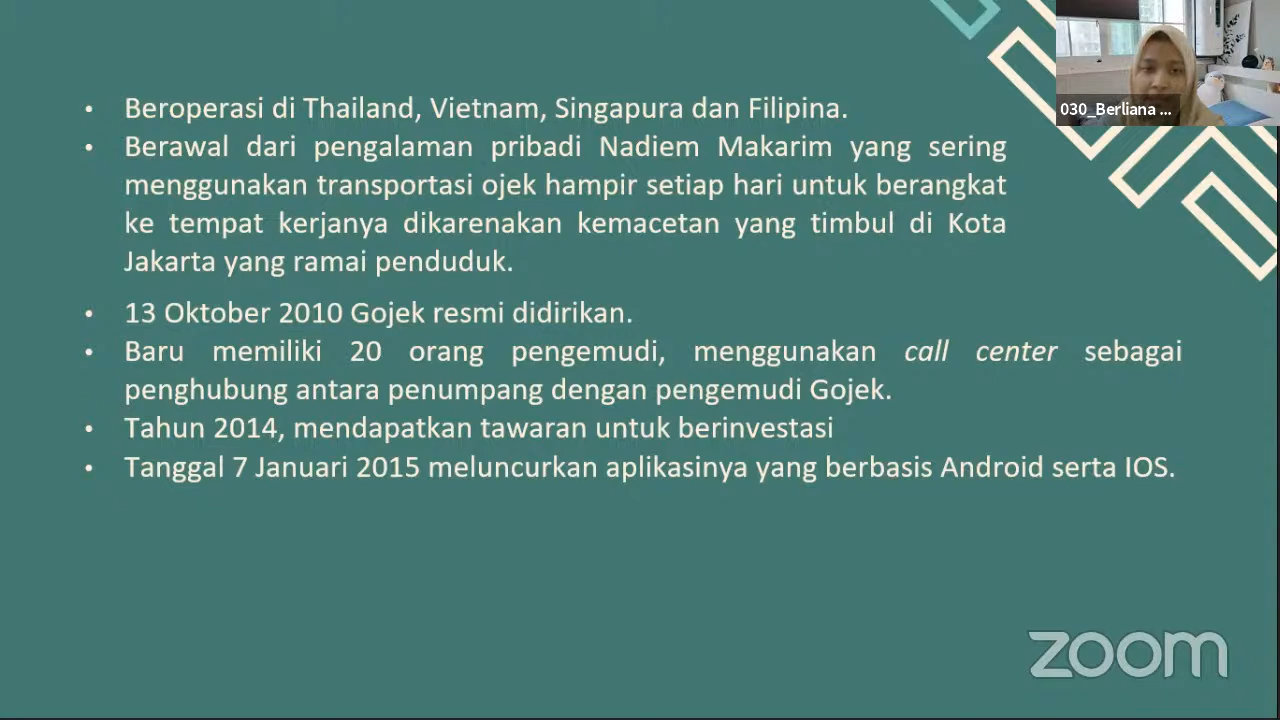 030_Berliana ...
• Beroperasi di Thailand, Vietnam, Singapura dan Filipina.
• Berawal dari pengalaman pribadi Nadiem Makarim yang sering
menggunakan transportasi ojek hampir setiap hari untuk berangkat
ke tempat kerjanya dikarenakan kemacetan yang timbul di Kota
Jakarta yang ramai penduduk.
• 13 Oktober 2010 Gojek resmi didirikan.
• Baru memiliki 20 orang pengemudi, menggunakan call center sebagai
penghubung antara penumpang dengan pengemudi Gojek.
• Tahun 2014, mendapatkan tawaran untuk berinvestasi
• Tanggal 7 Januari 2015 meluncurkan aplikasinya yang berbasis Android serta IOS.
zoom